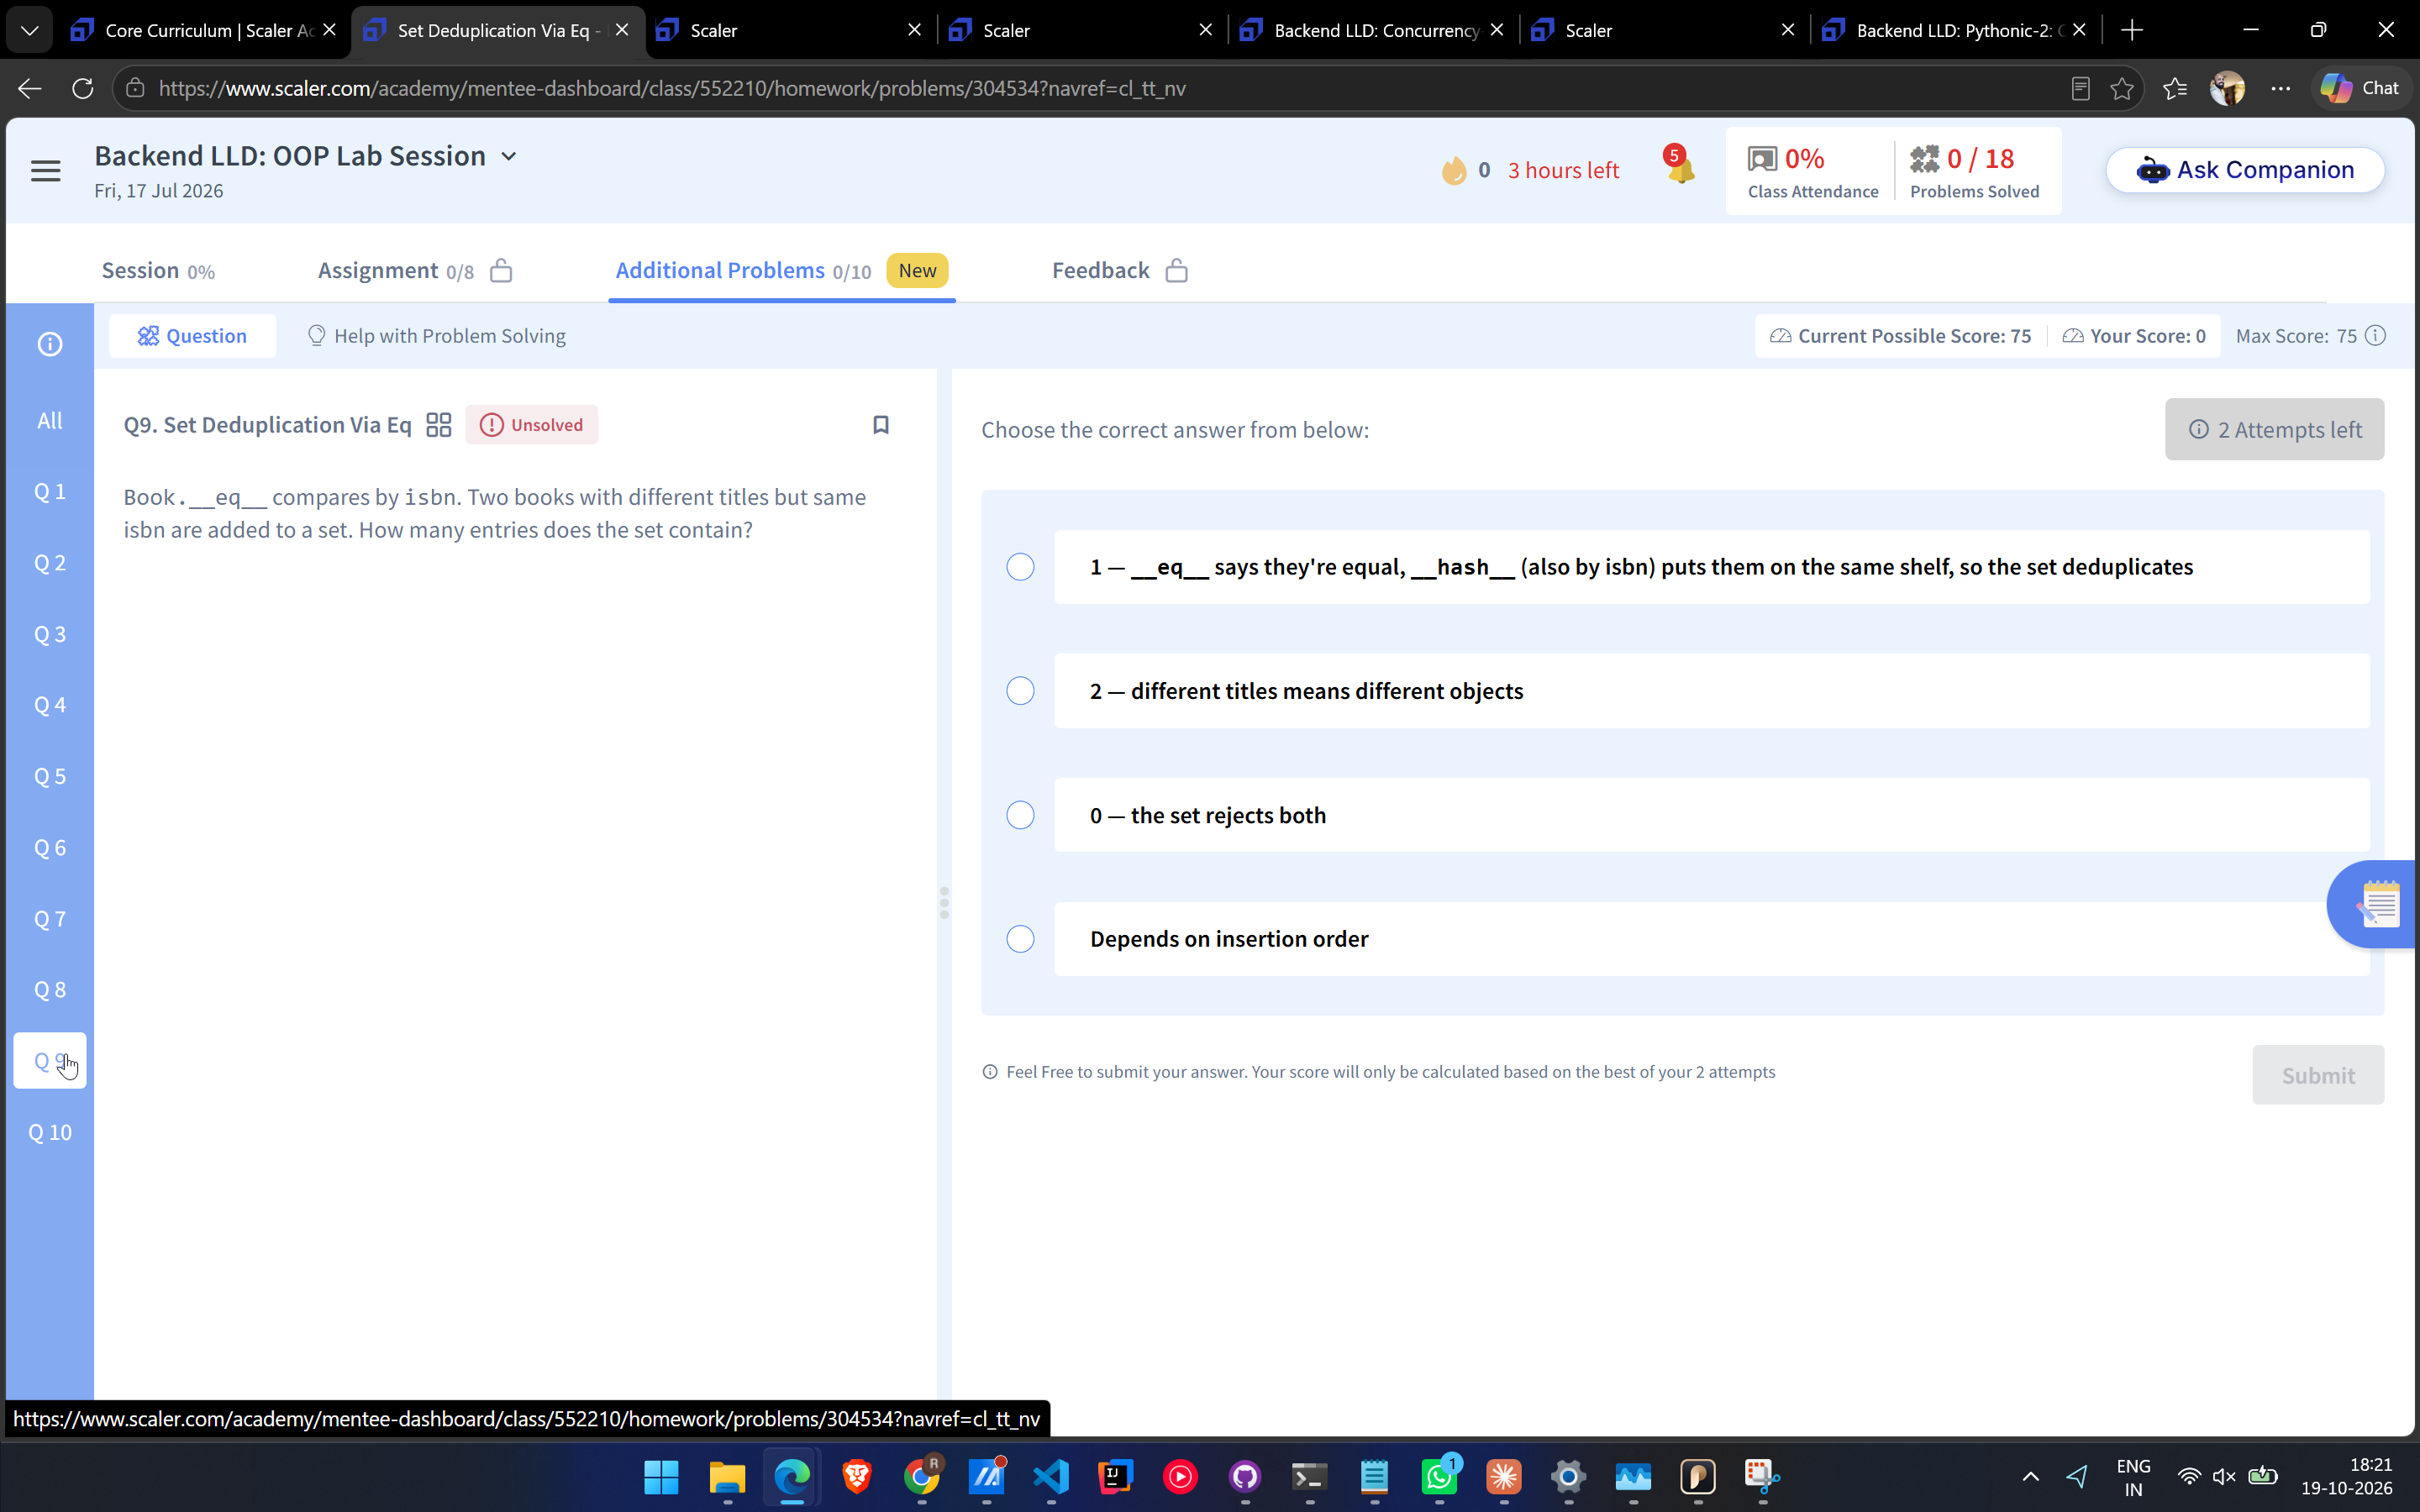 Core Curriculum | Scaler Ac
Set Deduplication Via Eq -
Scaler
Scaler
Backend LLD: Concurrency
Scaler
Backend LLD: Pythonic-2: C
https://www.scaler.com/academy/mentee-dashboard/class/552210/homework/problems/304534?navref=cl_tt_nv
Chat
Backend LLD: OOP Lab Session
Fri, 17 Jul 2026
0 3 hours left
5
0%
Class Attendance
0 / 18
Problems Solved
Ask Companion
Session 0%
Assignment 0/8
Additional Problems 0/10 New
Feedback
Question
Help with Problem Solving
Current Possible Score: 75
Your Score: 0
Max Score: 75
All
Q 1
Q 2
Q 3
Q 4
Q 5
Q 6
Q 7
Q 8
Q 9
Q 10
Q9. Set Deduplication Via Eq
Unsolved
Book.__eq__ compares by isbn. Two books with different titles but same
isbn are added to a set. How many entries does the set contain?
Choose the correct answer from below:
2 Attempts left
1 — __eq__ says they're equal, __hash__ (also by isbn) puts them on the same shelf, so the set deduplicates
2 — different titles means different objects
0 — the set rejects both
Depends on insertion order
Feel Free to submit your answer. Your score will only be calculated based on the best of your 2 attempts
Submit
https://www.scaler.com/academy/mentee-dashboard/class/552210/homework/problems/304534?navref=cl_tt_nv
R
IJ
1
ENG
IN
18:21
19-10-2026